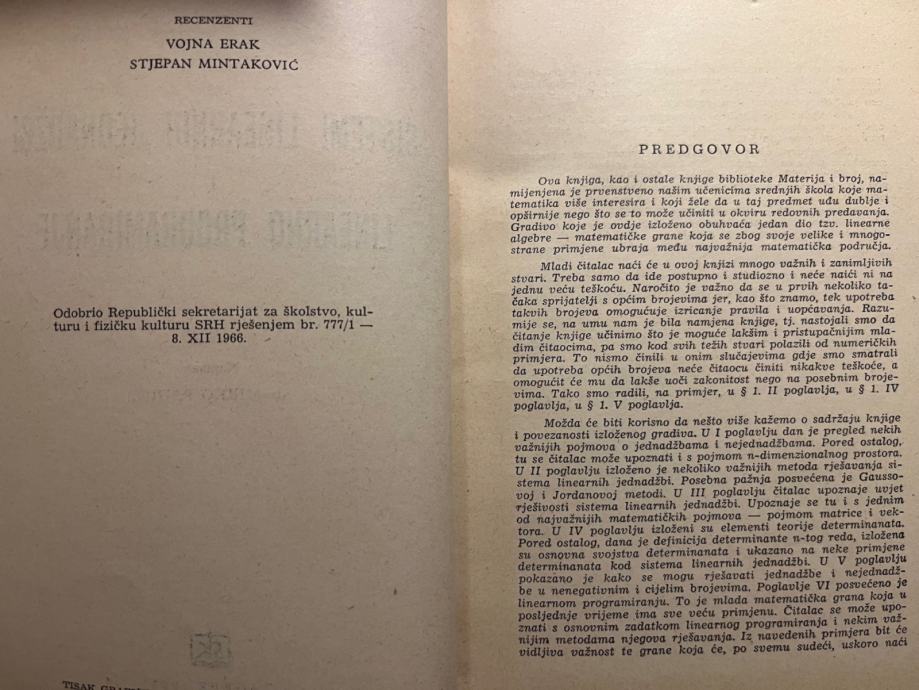 RECENZENTI
VOJNA ERAK
STJEPAN MINTAKOVIĆ
Odobrio Republički sekretarijat za školstvo, kul-
turu i fizičku kulturu SRH rješenjem br. 777/1 —
8. XII 1966.
TISAK
PREDGOVOR
Ova knjiga, kao i ostale knjige biblioteke Materija i broj, na-
mijenjena je prvenstveno našim učenicima srednjih škola koje ma-
tematika više interesira i koji žele da u taj predmet uđu dublje i
opširnije nego što se to može učiniti u okviru redovnih predavanja.
Gradivo koje je ovdje izloženo obuhvaća jedan dio tzv. linearne
algebre — matematičke grane koja se zbog svoje velike i mnogo-
strane primjene ubraja među najvažnija matematička područja.
Mladi čitalac naći će u ovoj knjizi mnogo važnih i zanimljivih
stvari. Treba samo da ide postupno i studiozno i neće naići ni na
jednu veću teškoću. Naročito je važno da se u prvih nekoliko ta-
čaka sprijatelji s općim brojevima jer, kao što znamo, tek upotreba
takvih brojeva omogućuje izricanje pravila i uopćavanja. Razu-
mije se, na umu nam je bila namjena knjige, tj. nastojali smo da
čitanje knjige učinimo što je moguće lakšim i pristupačnijim mla-
dim čitaocima, pa smo kod svih težih stvari polazili od numeričkih
primjera. To nismo činili u onim slučajevima gdje smo smatrali
da upotreba općih brojeva neće čitaocu činiti nikakve teškoće, a
omogućit će mu da lakše uoči zakonitost nego na posebnim broje-
vima. Tako smo radili, na primjer, u § 1. II poglavlja, u § 1. IV
poglavlja, u § 1. V poglavlja.
Možda će biti korisno da nešto više kažemo o sadržaju knjige
i povezanosti izloženog gradiva. U I poglavlju dan je pregled nekih
važnijih pojmova o jednadžbama i nejednadžbama. Pored ostalog,
tu se čitalac može upoznati i s pojmom n-dimenzionalnog prostora.
U II poglavlju izloženo je nekoliko važnijih metoda rješavanja si-
stema linearnih jednadžbi. Posebna pažnja posvećena je Gausso-
voj i Jordanovoj metodi. U III poglavlju čitalac upoznaje uvjet
rješivosti sistema linearnih jednadžbi. Upoznaje se tu i s jednim
od najvažnijih matematičkih pojmova — pojmom matrice i vek-
tora. U IV poglavlju izloženi su elementi teorije determinanata.
Pored ostalog, dana je definicija determinante n-tog reda, izložena
su osnovna svojstva determinanata i ukazano na neke primjene
determinanata kod sistema linearnih jednadžbi. U V poglavlju
pokazano je kako se mogu rješavati jednadžbe i nejednadž-
be u nenegativnim i cijelim brojevima. Poglavlje VI posvećeno je
linearnom programiranju. To je mlada matematička grana koja u
posljednje vrijeme ima sve veću primjenu. Čitalac se može upo-
znati s osnovnim zadatkom linearnog programiranja i nekim važ-
nijim metodama njegova rješavanja. Iz navedenih primjera bit će
vidljiva važnost te grane koja će, po svemu sudeći, uskoro naći